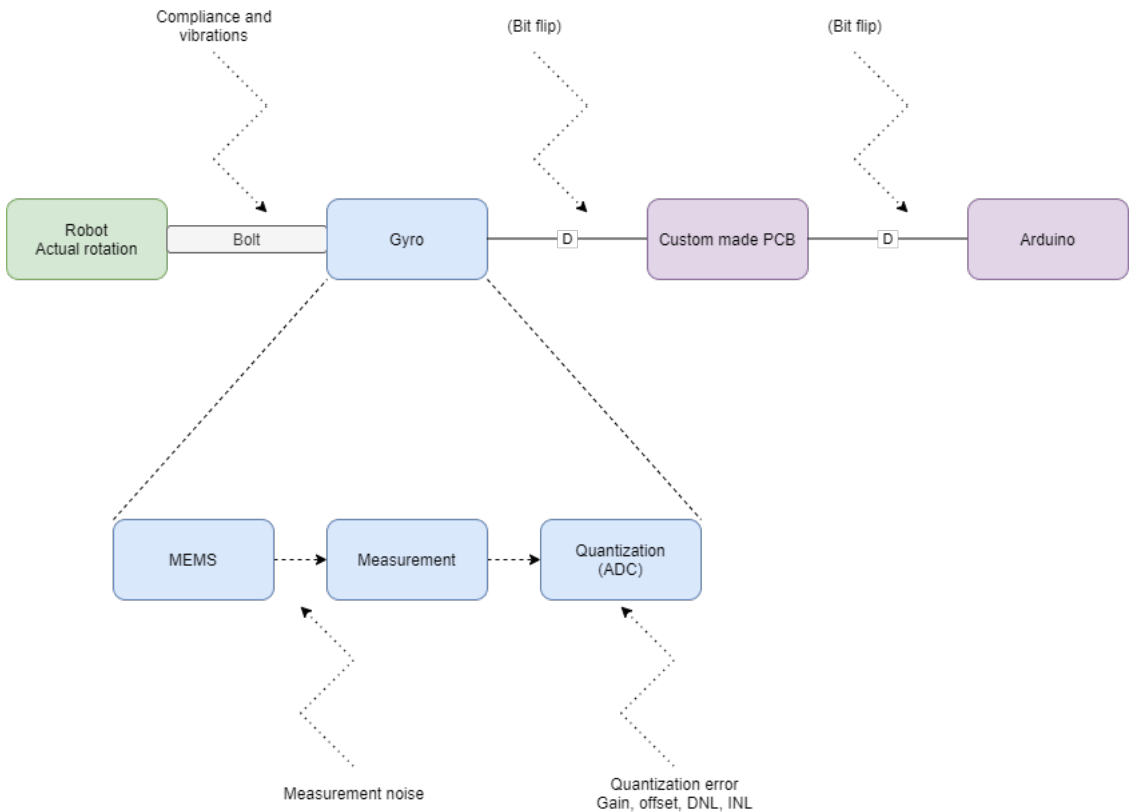 Compliance and
vibrations
(Bit flip)
(Bit flip)
Robot
Actual rotation
Bolt
Gyro
D
Custom made PCB
D
Arduino
MEMS
Measurement
Quantization
(ADC)
Measurement noise
Quantization error
Gain, offset, DNL, INL